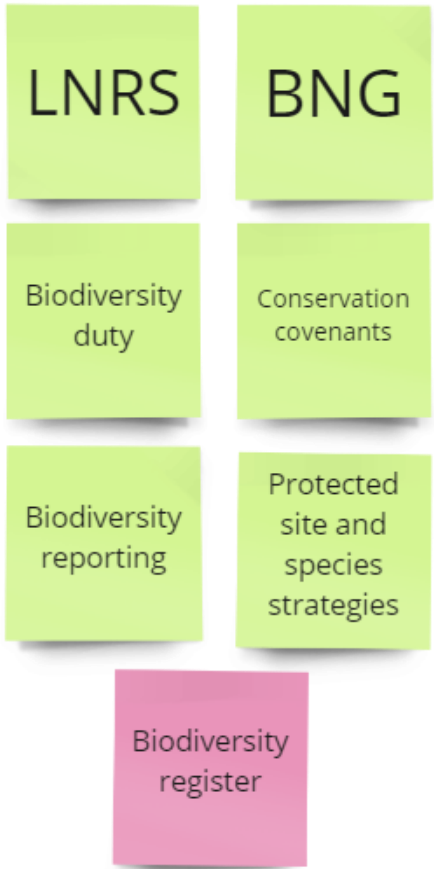 LNRS
BNG
Biodiversity
duty
Conservation
covenants
Biodiversity
reporting
Protected
site and
species
strategies
Biodiversity
register